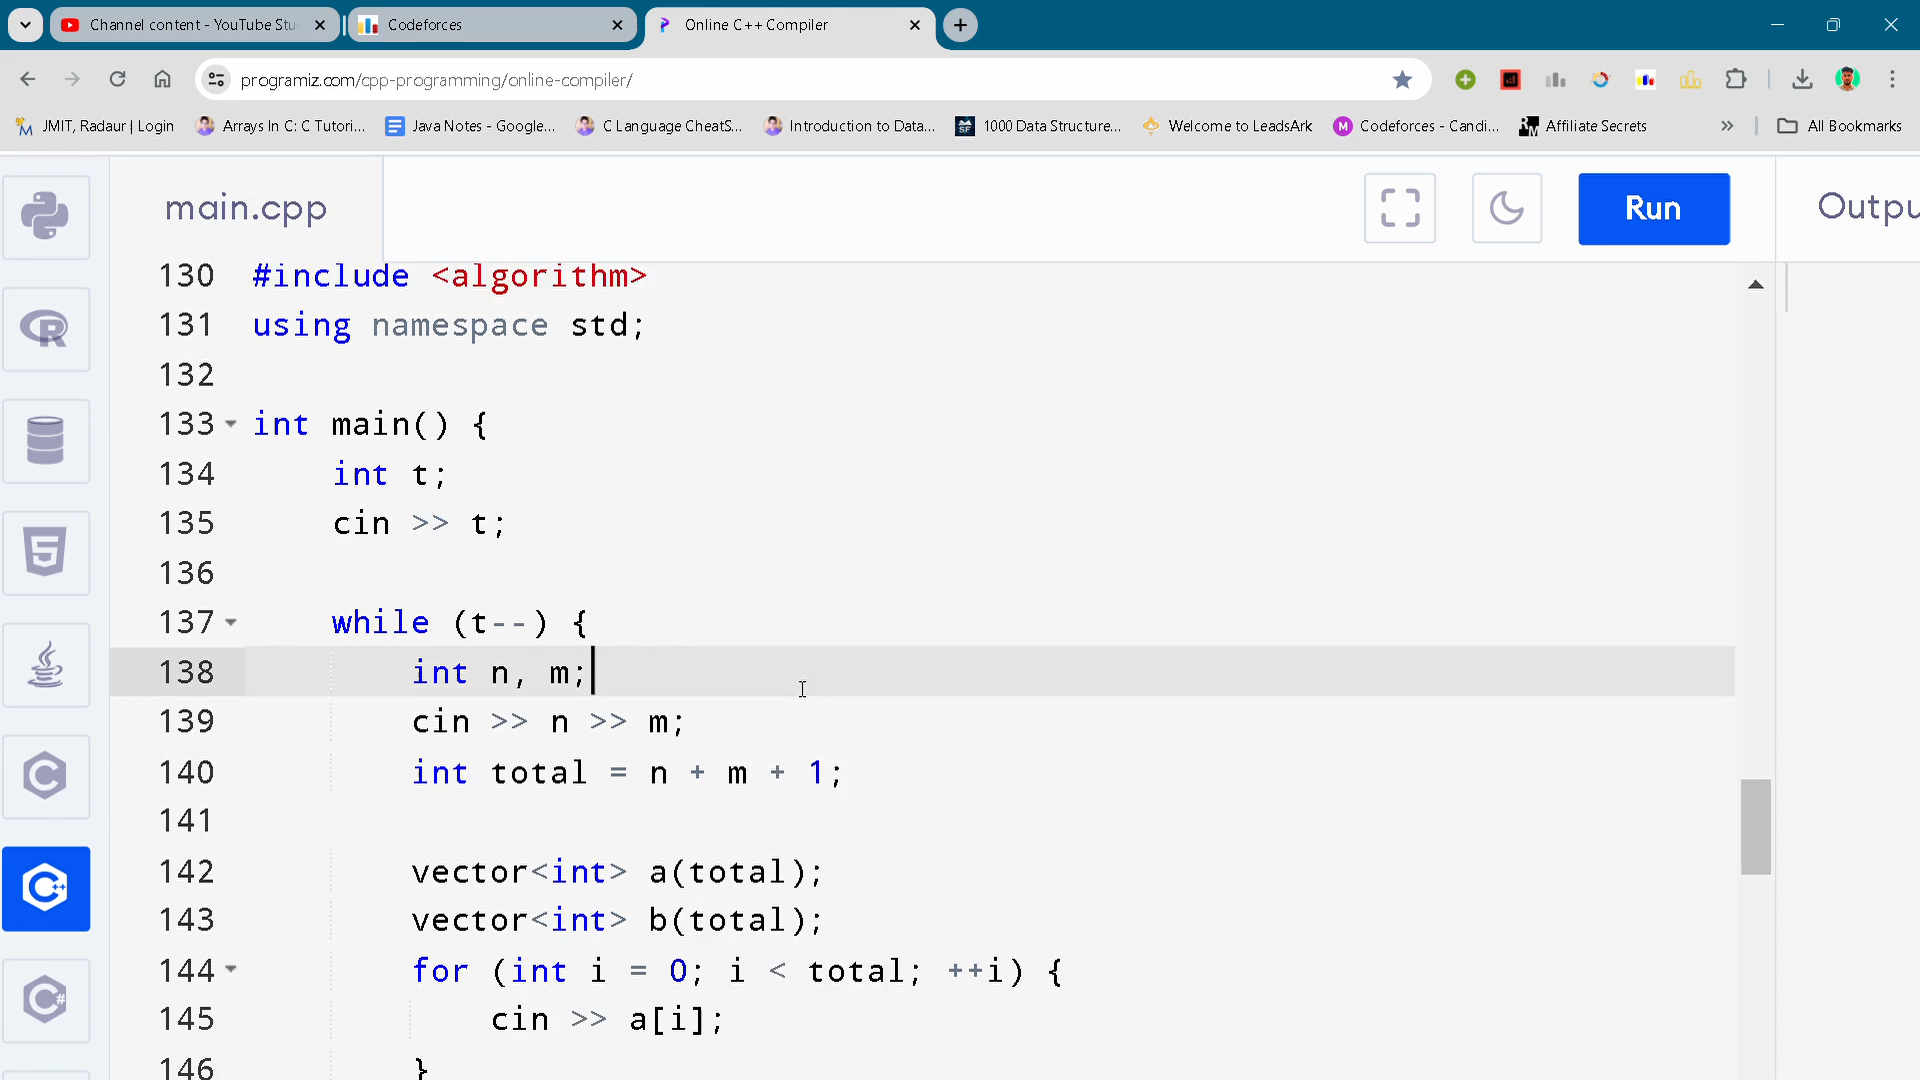 Channel content - YouTube Stu
Codeforces
Online C++ Compiler
programiz.com/cpp-programming/online-compiler/
JMIT, Radaur | Login
Arrays In C: C Tutori...
Java Notes - Google...
C Language CheatS...
Introduction to Data...
1000 Data Structure...
Welcome to LeadsArk
Codeforces - Candi...
Affiliate Secrets
All Bookmarks
main.cpp
Run
Outpu
130 #include <algorithm>
131 using namespace std;
132
133 int main() {
134 int t;
135 cin >> t;
136
137 while (t--) {
138 int n, m;
139 cin >> n >> m;
140 int total = n + m + 1;
141
142 vector<int> a(total);
143 vector<int> b(total);
144 for (int i = 0; i < total; ++i) {
145 cin >> a[i];
146 }